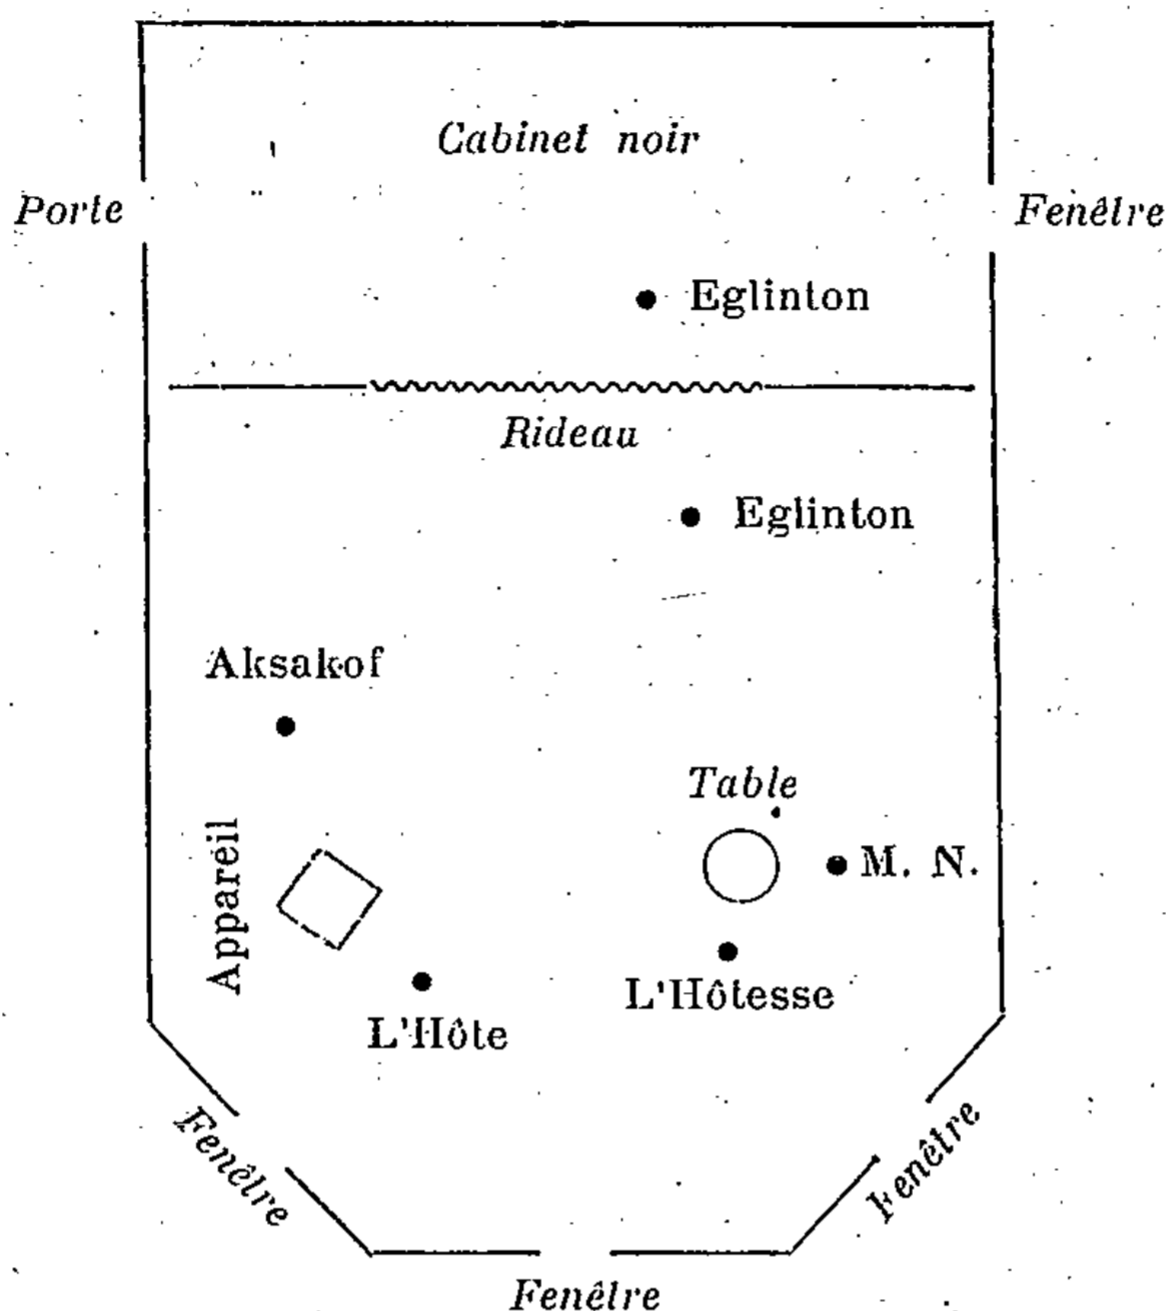 Cabinet noir
Porte
Fenêtre
Eglinton
Rideau
Eglinton
Aksakof
Table
Appareil
M. N.
L'Hôtesse
L'Hôte
Fenêtre
Fenêtre
Fenêtre